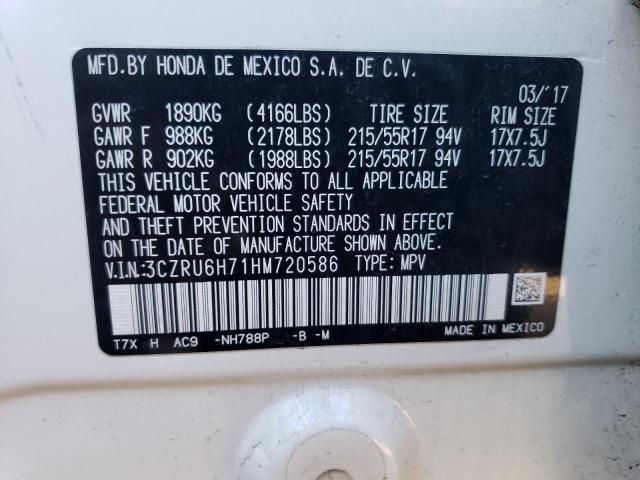 MFD.BY HONDA DE MEXICO S.A. DE C.V.
03/'17
GVWR 1890KG (4166LBS) TIRE SIZE RIM SIZE
GAWR F 988KG (2178LBS) 215/55R17 94V 17X7.5J
GAWR R 902KG (1988LBS) 215/55R17 94V 17X7.5J
THIS VEHICLE CONFORMS TO ALL APPLICABLE
FEDERAL MOTOR VEHICLE SAFETY
AND THEFT PREVENTION STANDARDS IN EFFECT
ON THE DATE OF MANUFACTURE SHOWN ABOVE.
V.I.N.:3CZRU6H71HM720586 TYPE: MPV
T7X H AC9 -NH788P -B -M MADE IN MEXICO